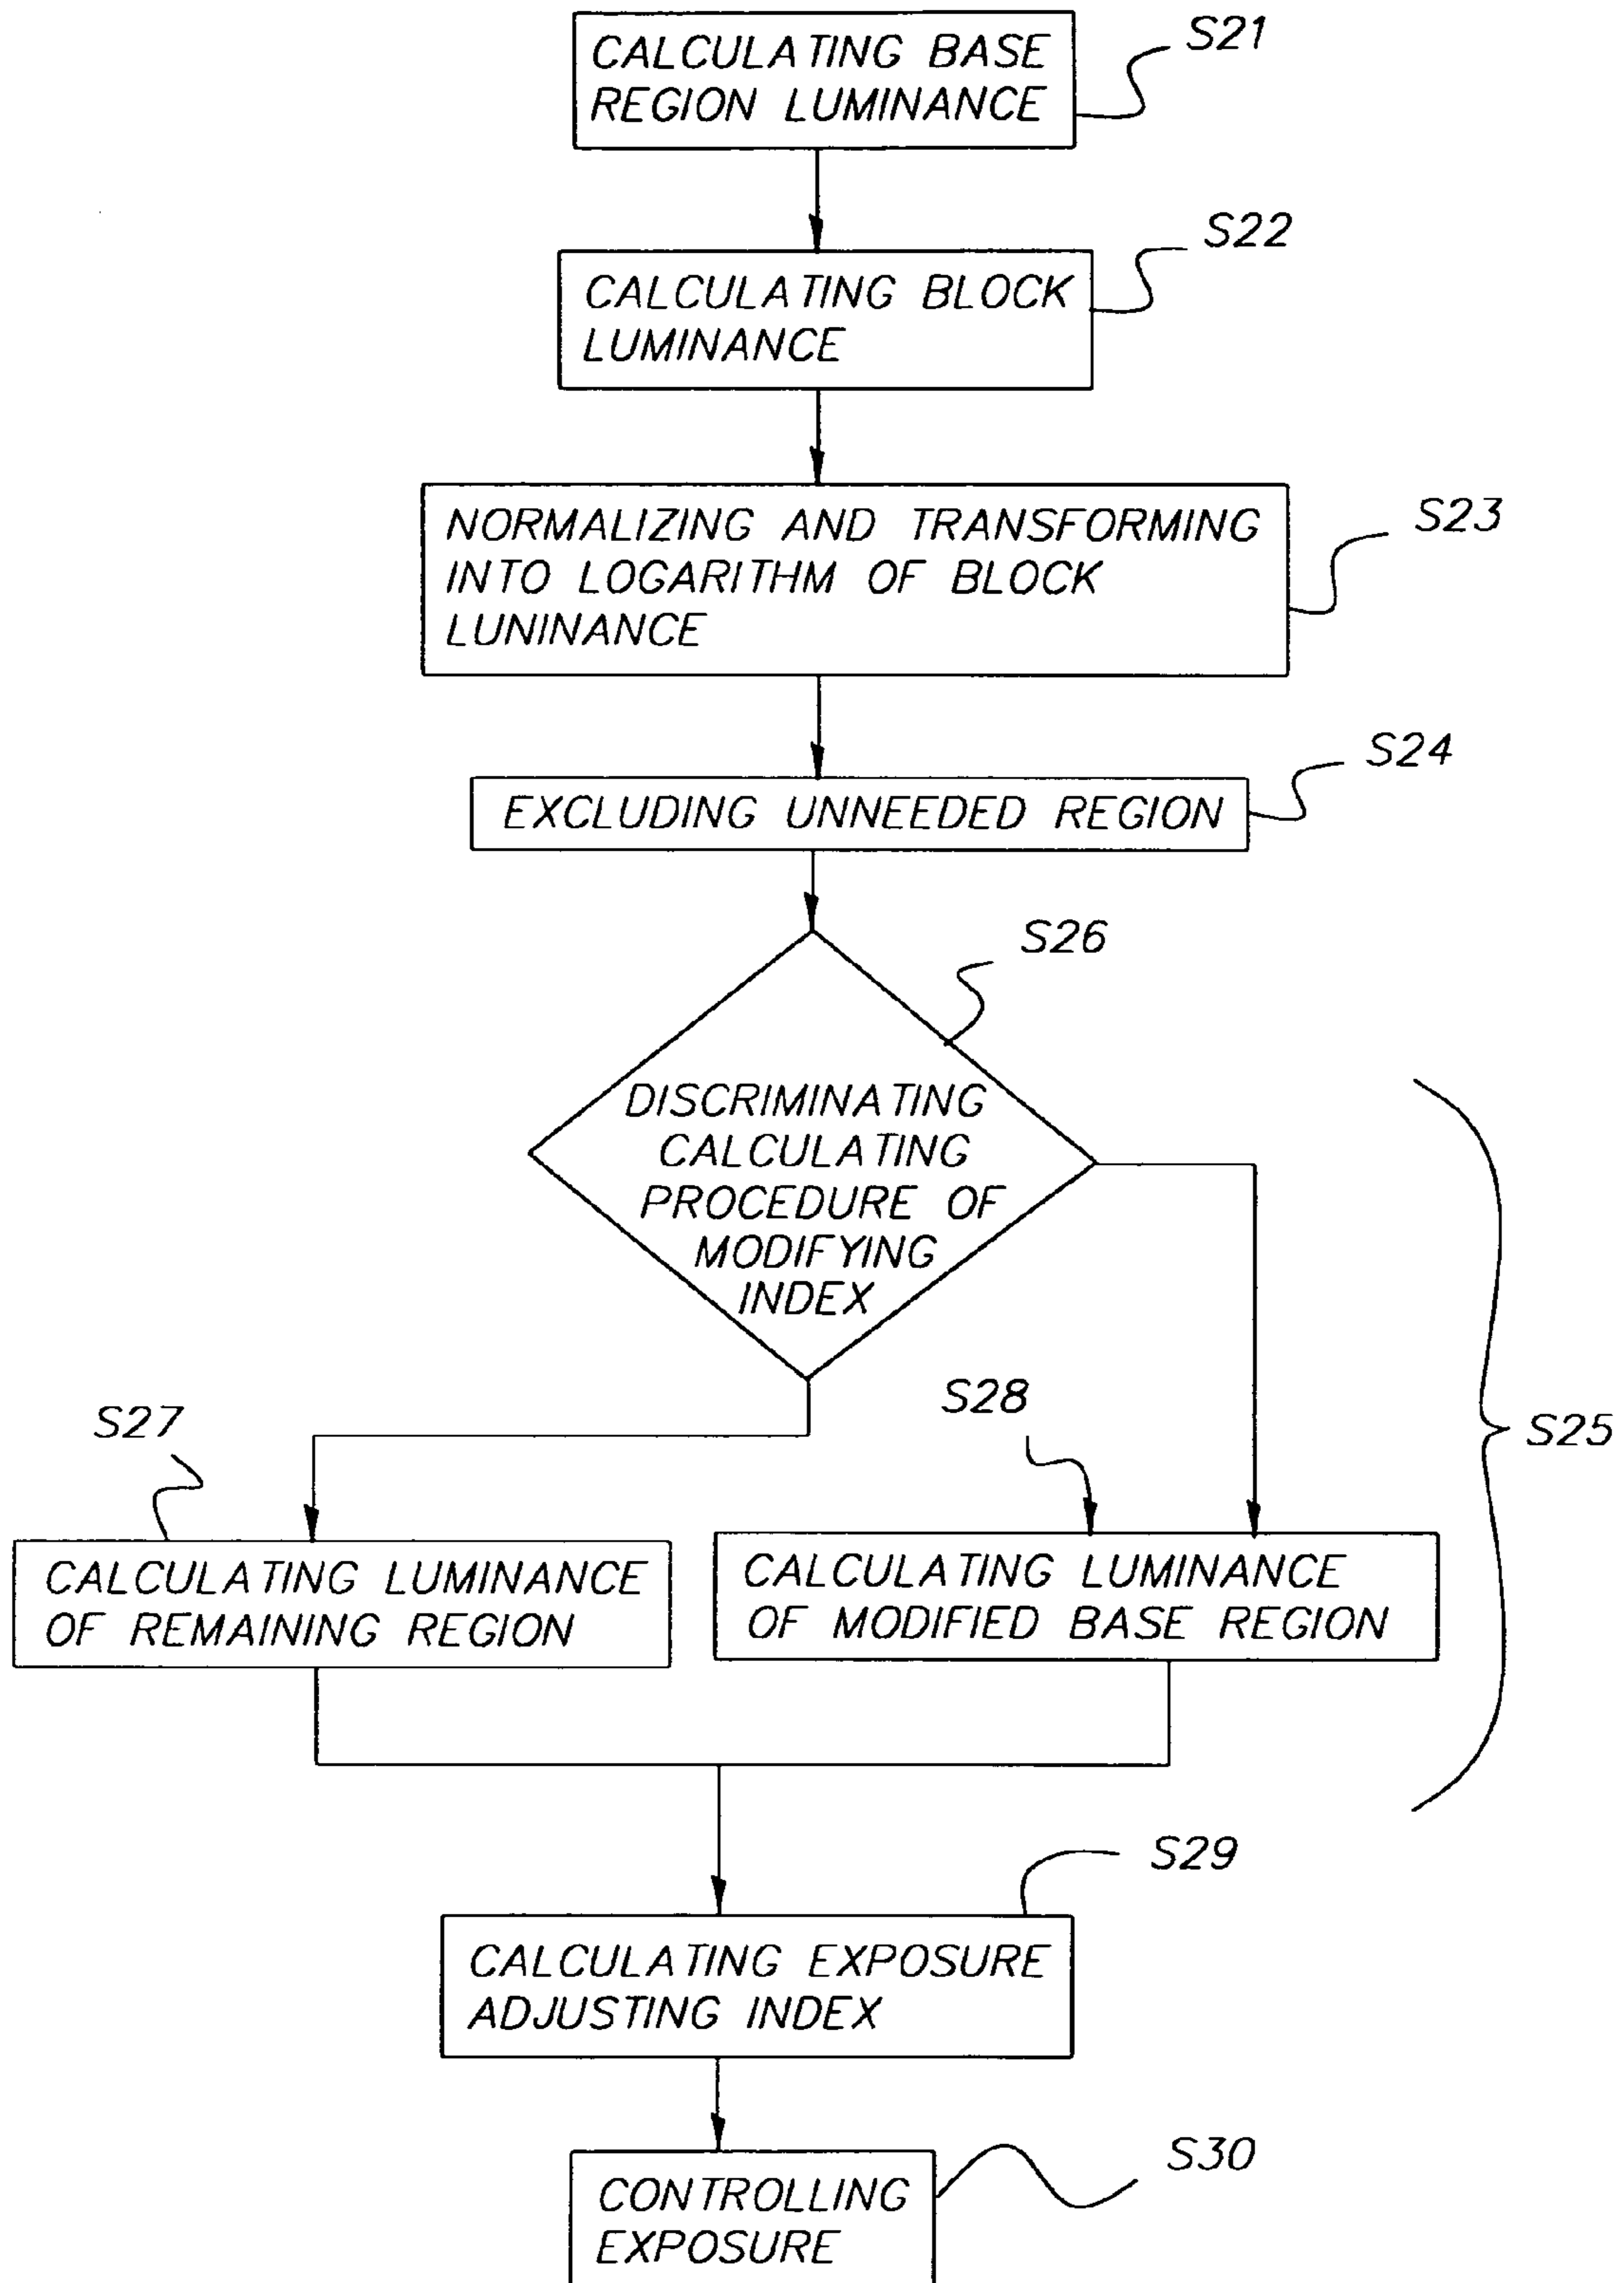 CALCULATING BASE
REGION LUMINANCE
S21
CALCULATING BLOCK
LUMINANCE
S22
NORMALIZING AND TRANSFORMING
INTO LOGARITHM OF BLOCK
LUNINANCE
S23
EXCLUDING UNNEEDED REGION
S24
S26
DISCRIMINATING
CALCULATING
PROCEDURE OF
MODIFYING
INDEX
S25
S27
CALCULATING LUMINANCE
OF REMAINING REGION
S28
CALCULATING LUMINANCE
OF MODIFIED BASE REGION
S29
CALCULATING EXPOSURE
ADJUSTING INDEX
S30
CONTROLLING
EXPOSURE